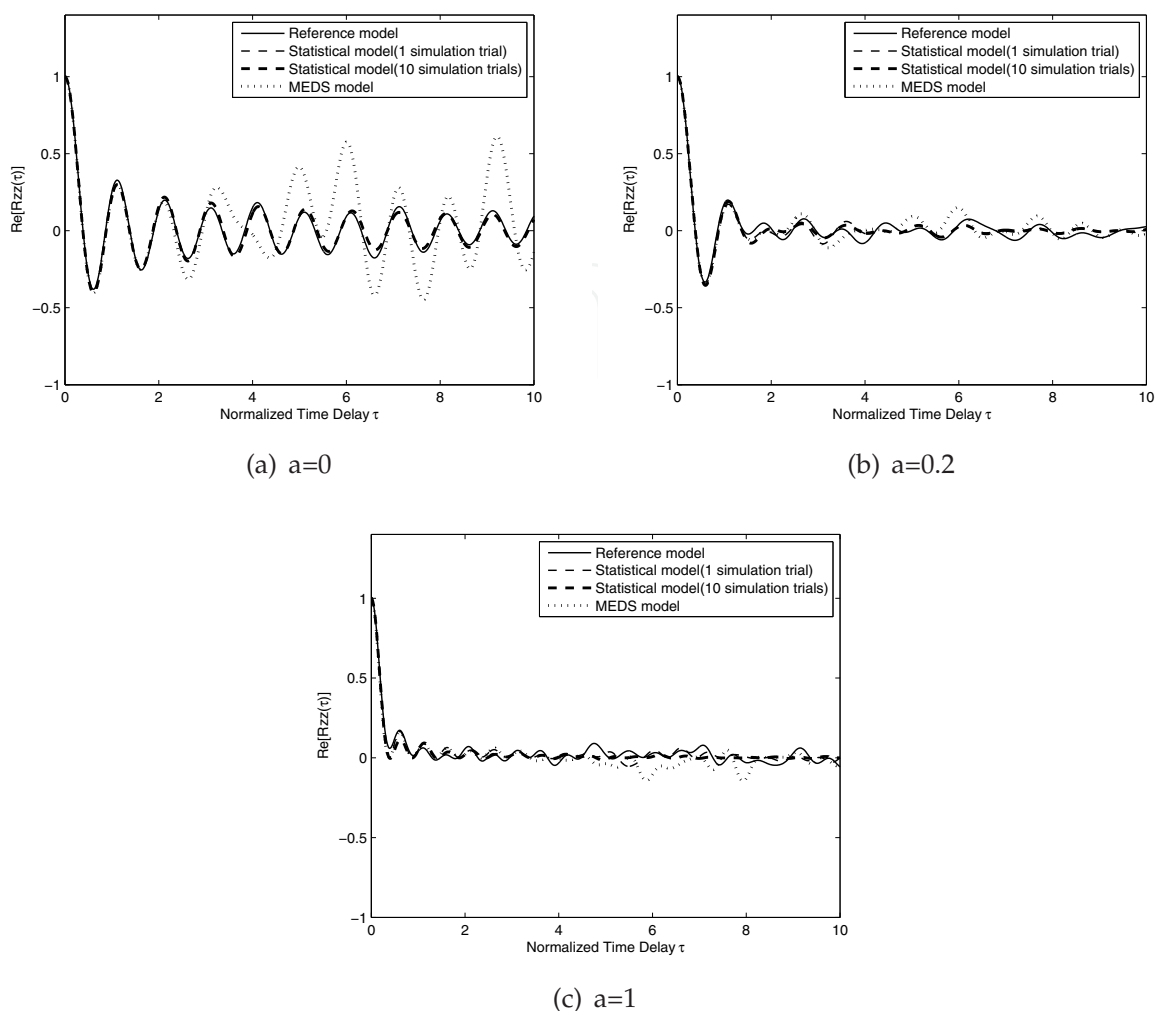 Reference model
Statistical model(1 simulation trial)
Statistical model(10 simulation trials)
MEDS model
1
0.5
0
−0.5
−1
Re[Rzz(τ)]
0 2 4 6 8 10
Normalized Time Delay τ
(a) a=0
Reference model
Statistical model(1 simulation trial)
Statistical model(10 simulation trials)
MEDS model
1
0.5
0
−0.5
−1
Re[Rzz(τ)]
0 2 4 6 8 10
Normalized Time Delay τ
(b) a=0.2
Reference model
Statistical model(1 simulation trial)
Statistical model(10 simulation trials)
MEDS model
1
0.5
0
−0.5
−1
Re[Rzz(τ)]
0 2 4 6 8 10
Normalized Time Delay τ
(c) a=1